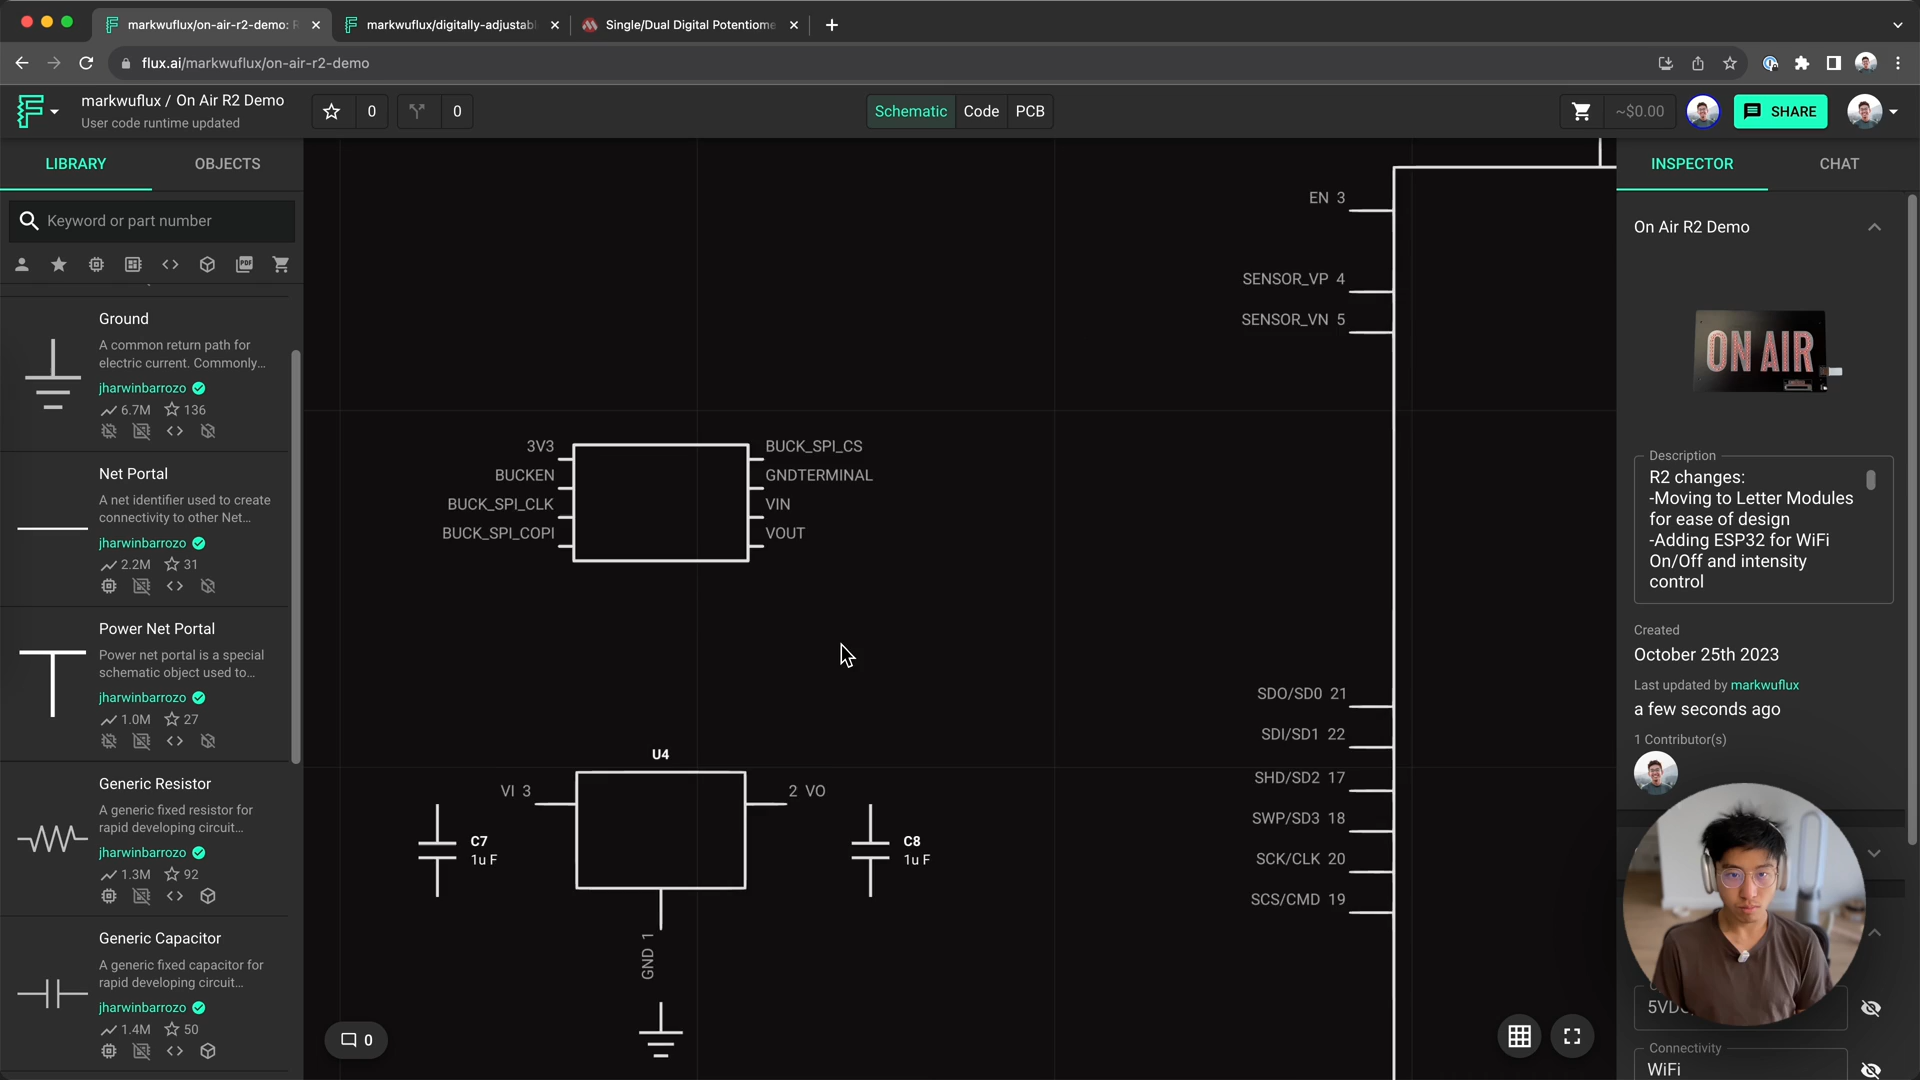 markwuflux/on-air-r2-demo: R
markwuflux/digitally-adjustabl
Single/Dual Digital Potentiome
flux.ai/markwuflux/on-air-r2-demo
markwuflux / On Air R2 Demo
User code runtime updated
0
0
Schematic
Code
PCB
~$0.00
SHARE
LIBRARY
OBJECTS
INSPECTOR
CHAT
Keyword or part number
PDF
Ground
A common return path for
electric current. Commonly...
jharwinbarrozo
6.7M
136
Net Portal
A net identifier used to create
connectivity to other Net...
jharwinbarrozo
2.2M
31
Power Net Portal
Power net portal is a special
schematic object used to...
jharwinbarrozo
1.0M
27
Generic Resistor
A generic fixed resistor for
rapid developing circuit...
jharwinbarrozo
1.3M
92
Generic Capacitor
A generic fixed capacitor for
rapid developing circuit...
jharwinbarrozo
1.4M
50
EN 3
SENSOR_VP 4
SENSOR_VN 5
3V3
BUCKEN
BUCK_SPI_CLK
BUCK_SPI_COPI
BUCK_SPI_CS
GNDTERMINAL
VIN
VOUT
U4
VI 3
2 VO
GND 1
C7
1u F
C8
1u F
SDO/SD0 21
SDI/SD1 22
SHD/SD2 17
SWP/SD3 18
SCK/CLK 20
SCS/CMD 19
0
On Air R2 Demo
ON AIR
Description
R2 changes:
-Moving to Letter Modules
for ease of design
-Adding ESP32 for WiFi
On/Off and intensity
control
Created
October 25th 2023
Last updated by markwuflux
a few seconds ago
1 Contributor(s)
Connectivity
WiFi